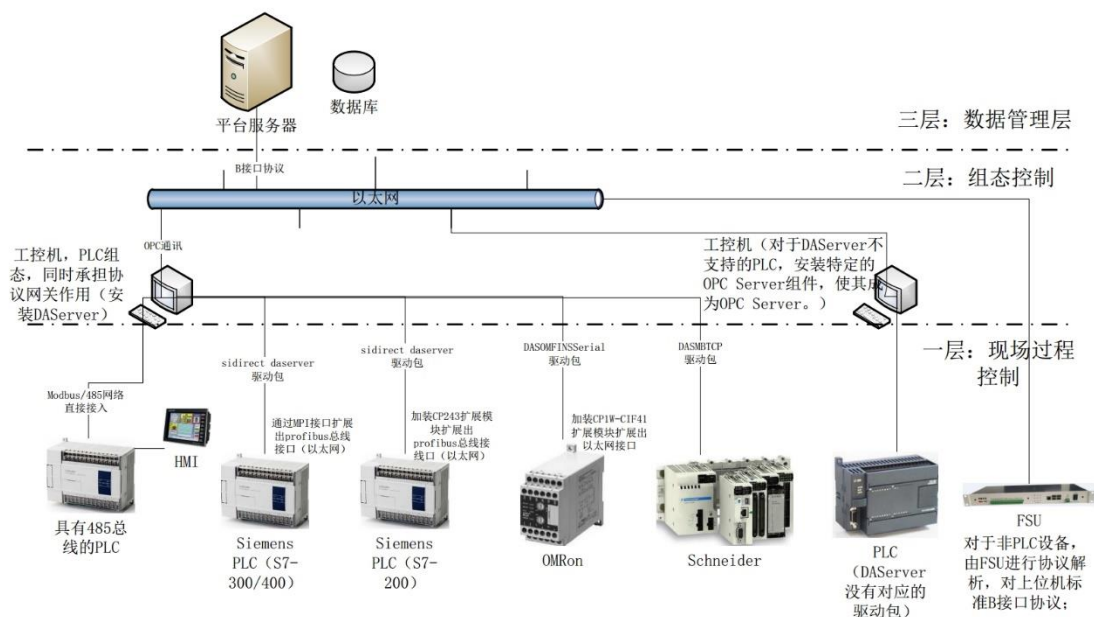 平台服务器
数据库
三层：数据管理层
B接口协议
二层：组态控制
以太网
OPC通讯
工控机，PLC组
态，同时承担协
议网关作用（安
装DAServer）
工控机（对于DAServer不
支持的PLC，安装特定的
OPC Server组件，使其成
为OPC Server。）
一层：现场过程
控制
sidirect daserver
驱动包
sidirect daserver
驱动包
DASOMFINSSerial
驱动包
DASMBTCP
驱动包
Modbus/485网络
直接接入
HMI
通过MPI接口扩展
出profibus总线
接口（以太网）
加装CP243扩展模
块扩展出
profibus总线接
线口（以太网）
加装CP1W-CIF41
扩展模块扩展出
以太网接口
具有485总
线的PLC
Siemens
PLC（S7-
300/400）
Siemens
PLC（S7-
200）
OMRon
Schneider
PLC
（DAServer
没有对应的
驱动包）
FSU
对于非PLC设备，
由FSU进行协议解
析，对上位机标
准B接口协议；